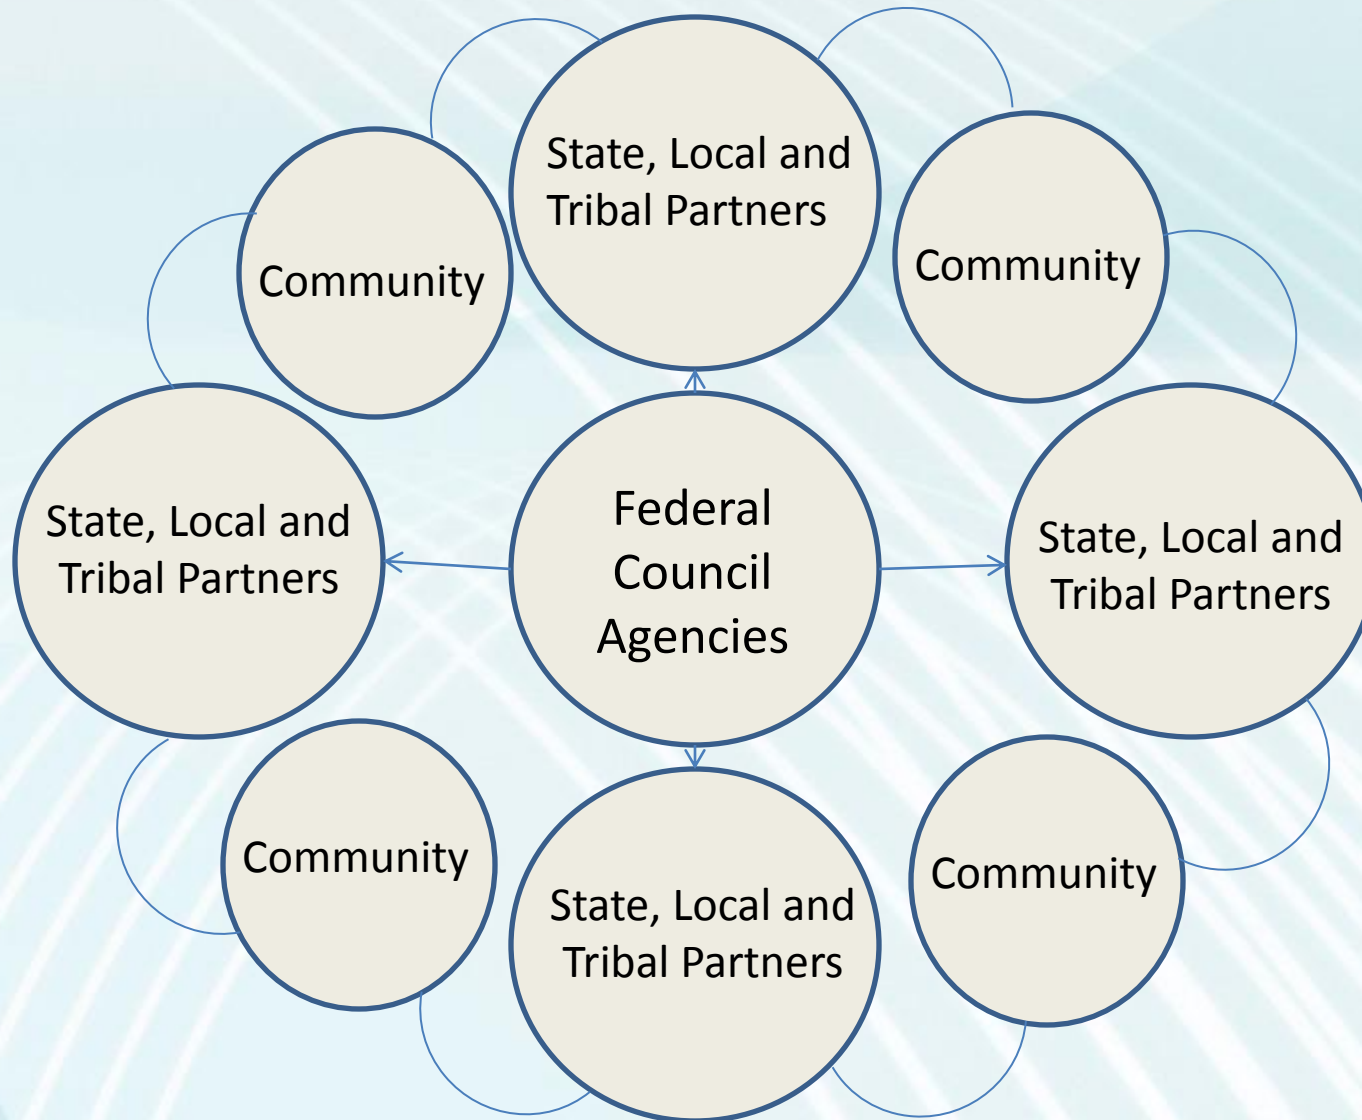 State, Local and
Tribal Partners
Community
Community
State, Local and
Tribal Partners
Federal
Council
Agencies
State, Local and
Tribal Partners
Community
State, Local and
Tribal Partners
Community